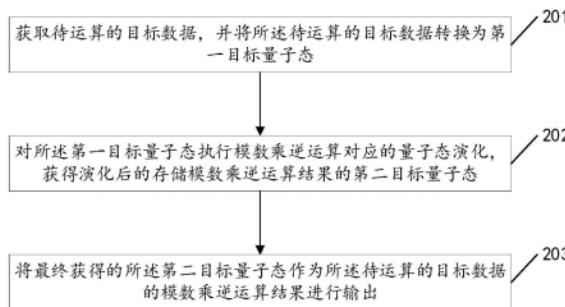 201
获取待运算的目标数据，并将所述待运算的目标数据转换为第
一目标量子态
202
对所述第一目标量子态执行模数乘逆运算对应的量子态演化，
获得演化后的存储模数乘逆运算结果的第二目标量子态
203
将最终获得的所述第二目标量子态作为所述待运算的目标数据
的模数乘逆运算结果进行输出